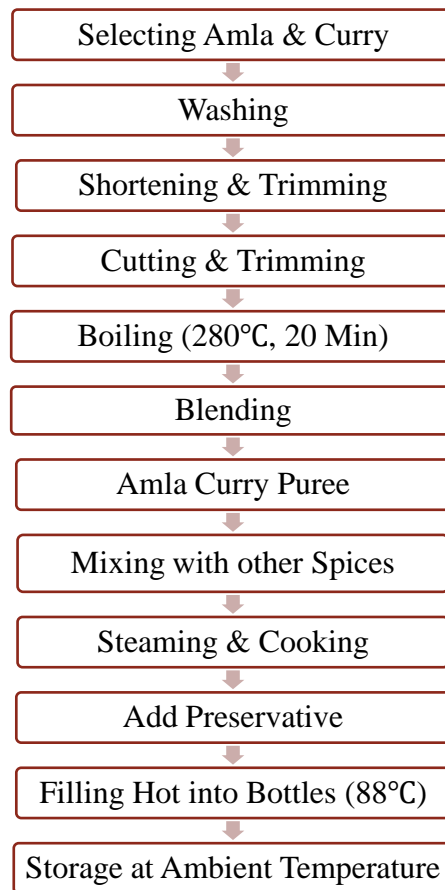 Selecting Amla & Curry
Washing
Shortening & Trimming
Cutting & Trimming
Boiling (280℃, 20 Min)
Blending
Amla Curry Puree
Mixing with other Spices
Steaming & Cooking
Add Preservative
Filling Hot into Bottles (88℃)
Storage at Ambient Temperature